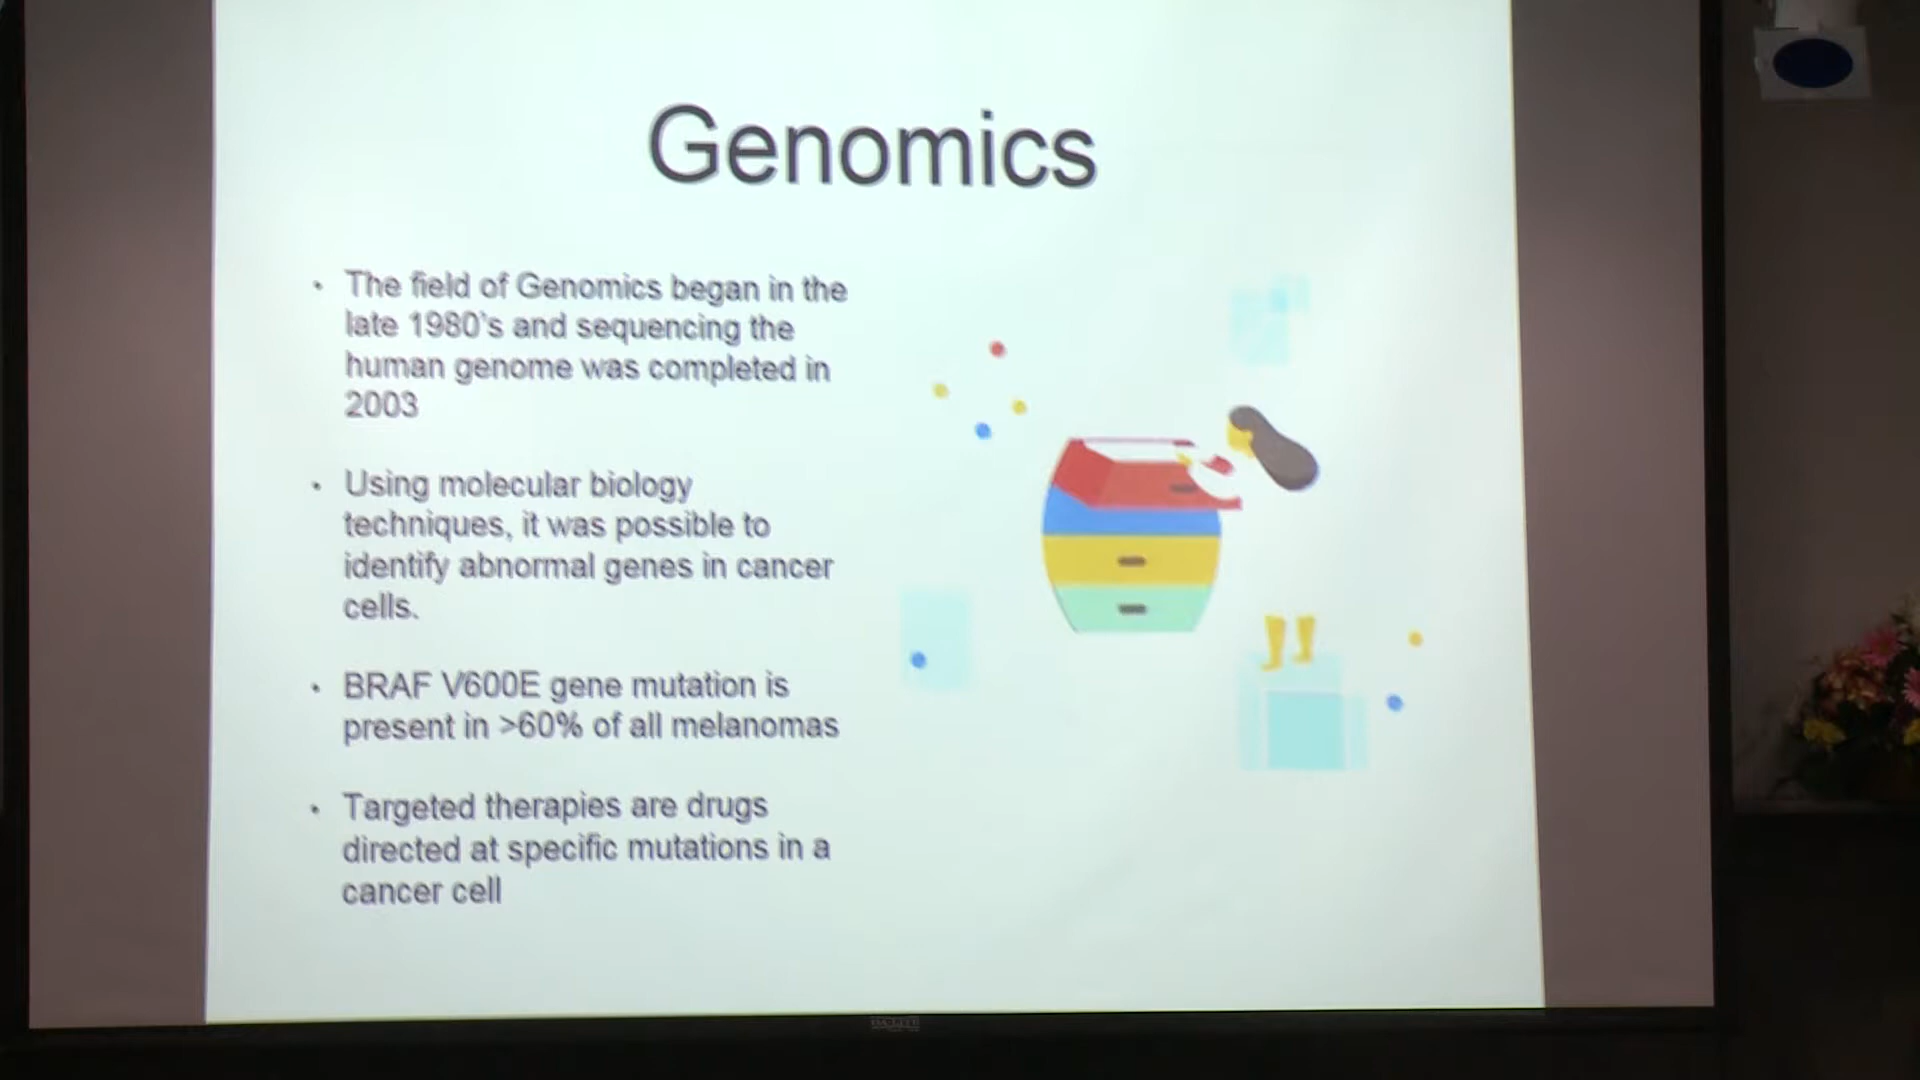 Genomics
• The field of Genomics began in the
late 1980's and sequencing the
human genome was completed in
2003
• Using molecular biology
techniques, it was possible to
identify abnormal genes in cancer
cells.
• BRAF V600E gene mutation is
present in >60% of all melanomas
• Targeted therapies are drugs
directed at specific mutations in a
cancer cell